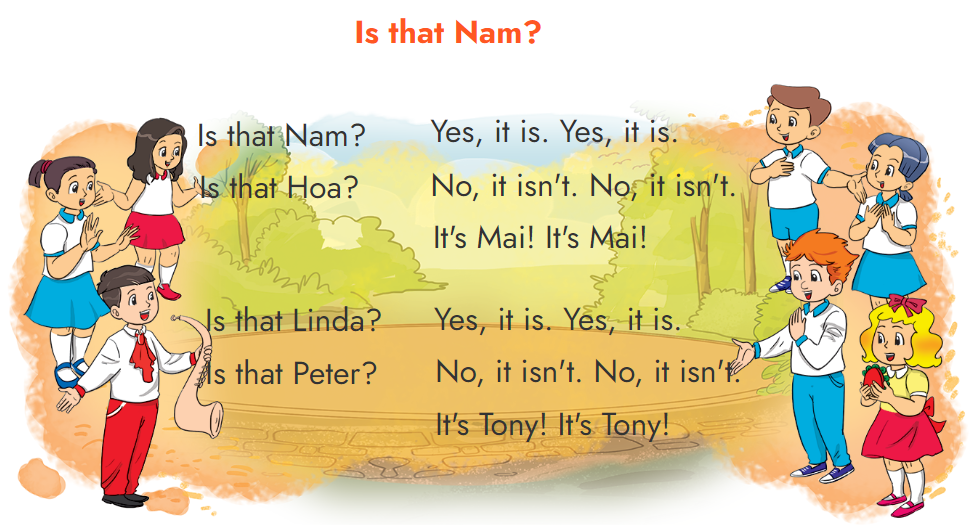 Is that Nam?
Is that Nam? Yes, it is. Yes, it is.
Is that Hoa? No, it isn't. No, it isn't.
It's Mai! It's Mai!
Is that Linda? Yes, it is. Yes, it is.
Is that Peter? No, it isn't. No, it isn't.
It's Tony! It's Tony!